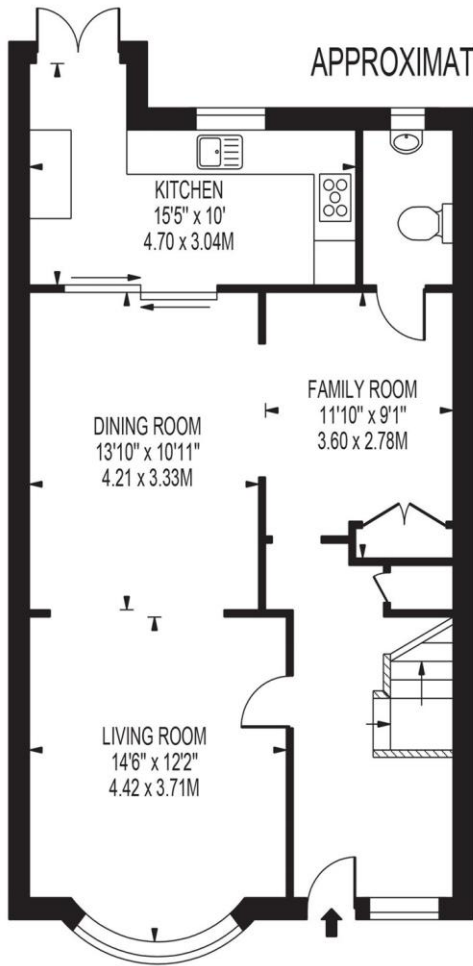 APPROXIMAT
KITCHEN
15'5" x 10'
4.70 x 3.04M
FAMILY ROOM
11'10" x 9'1"
3.60 x 2.78M
DINING ROOM
13'10" x 10'11"
4.21 x 3.33M
LIVING ROOM
14'6" x 12'2"
4.42 x 3.71M